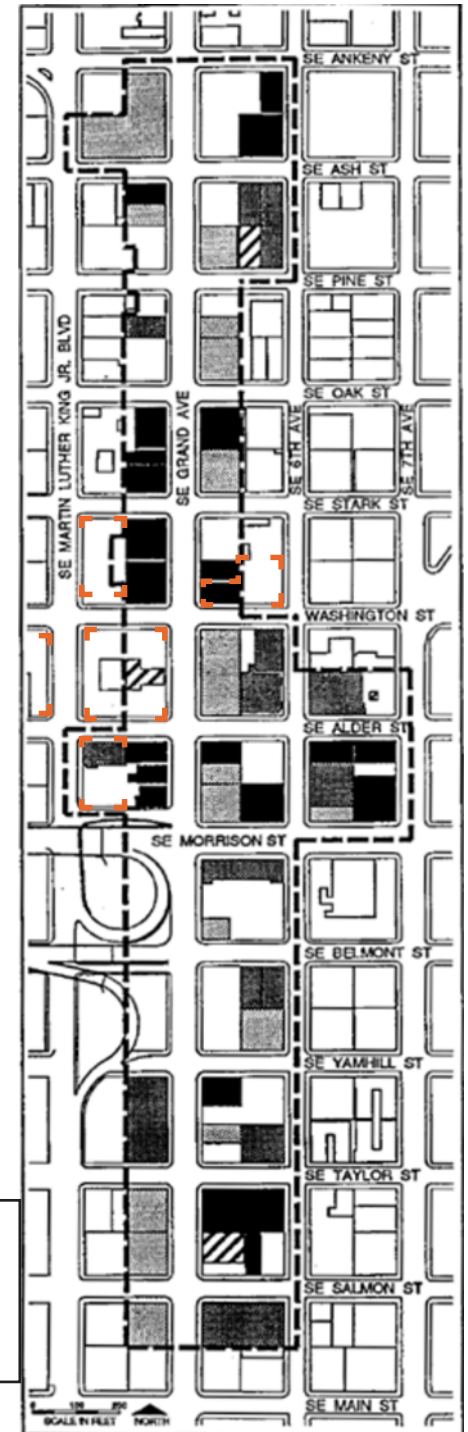 SE ANKENY ST
SE ASH ST
SE PINE ST
SE MARTIN LUTHER KING JR. BLVD
SE GRAND AVE
SE OAK ST
SE 6TH AVE
SE 7TH AVE
SE STARK ST
WASHINGTON ST
SE ALDER ST
SE MORRISON ST
SE BELMONT ST
SE YAMHILL ST
SE TAYLOR ST
SE SALMON ST
SE MAIN ST
0 100 200
SCALE IN FEET NORTH